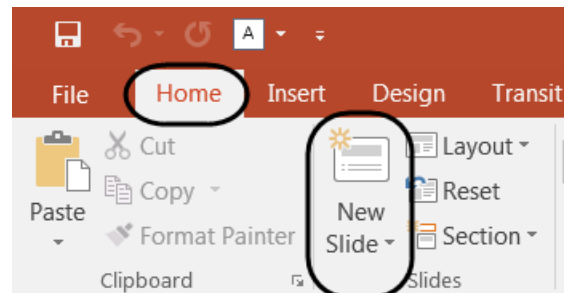 A
File Home Insert Design Transit
Cut
Copy
Format Painter
Paste
Clipboard
New
Slide
Layout
Reset
Section
Slides